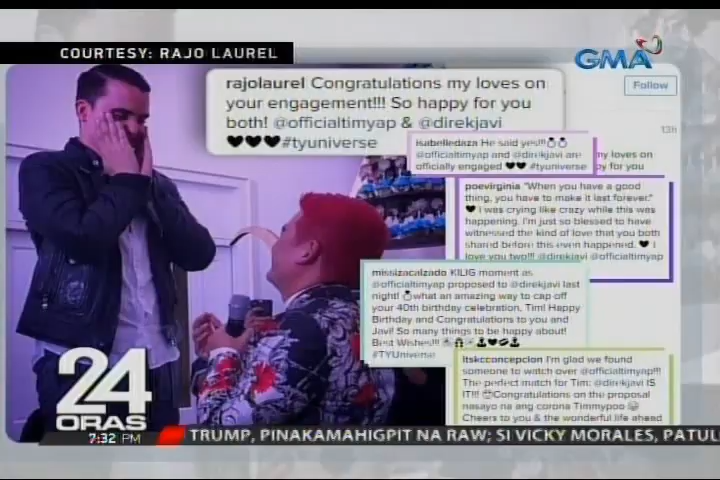 COURTESY: RAJO LAUREL
GMA
rajolaurel Congratulations my loves on
your engagement!!! So happy for you
both! @officialtimyap & @direkjavi
🖤🖤🖤#tyuniverse
Follow
13h
isabelledaza He said yes!!!💍💍
@officialtimyap and @direkjavi are
officially engaged 🖤🖤 #tyuniverse
my loves on
py for you
poevirginia "When you have a good
thing, you have to make it last forever."
🖤 I was crying like crazy while this was
happening. I'm just so blessed to have
witnessed the kind of love that you both
shared before this even happened. 🖤 I
love you two!!! @direkjavi @officialtimyap
missizacalzado KILIG moment as
@officialtimyap proposed to @direkjavi last
night! 💍what an amazing way to cap off
your 40th birthday celebration, Tim! Happy
Birthday and Congratulations to you and
Javi! So many things to be happy about!
Best Wishes!!!
#TYUniverse
itskcconcepcion I'm glad we found
someone to watch over @officialtimyap!!!
The perfect match for Tim: @direkjavi IS
IT!!! Congratulations on the proposal
nasayo na ang corona Timmypoo
Cheers to you & the wonderful life ahead
24
ORAS
7:32 PM
TRUMP, PINAKAMAHIGPIT NA RAW; SI VICKY MORALES, PATUL